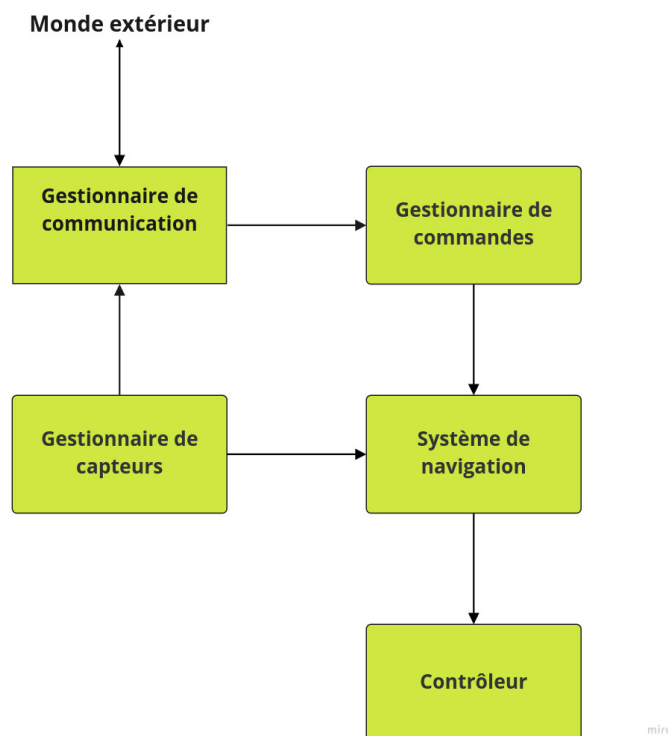 Monde extérieur
Gestionnaire de
communication
Gestionnaire de
commandes
Gestionnaire de
capteurs
Système de
navigation
Contrôleur